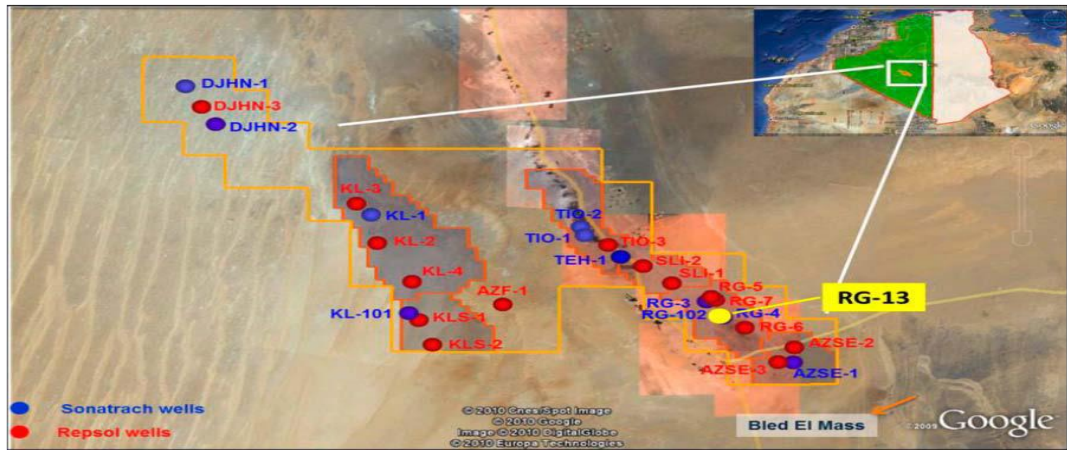 DJHN-1
DJHN-3
DJHN-2
Google
KL-3
KL-1
TIO-2
TIO-1
TIO-3
KL-2
TEH-1
SLI-2
KL-4
SLI-1
AZF-1
RG-5
RG-3
RG-7
RG-13
KL-101
KLS-1
RG-102
RG-4
RG-6
KLS-2
AZSE-2
AZSE-3
AZSE-1
Sonatrach wells
© 2010 Cnes/Spot Image
© 2010 Google
Repsol wells
Image © 2010 DigitalGlobe
© 2010 Europa Technologies
Bled El Mass
© 2009 Google